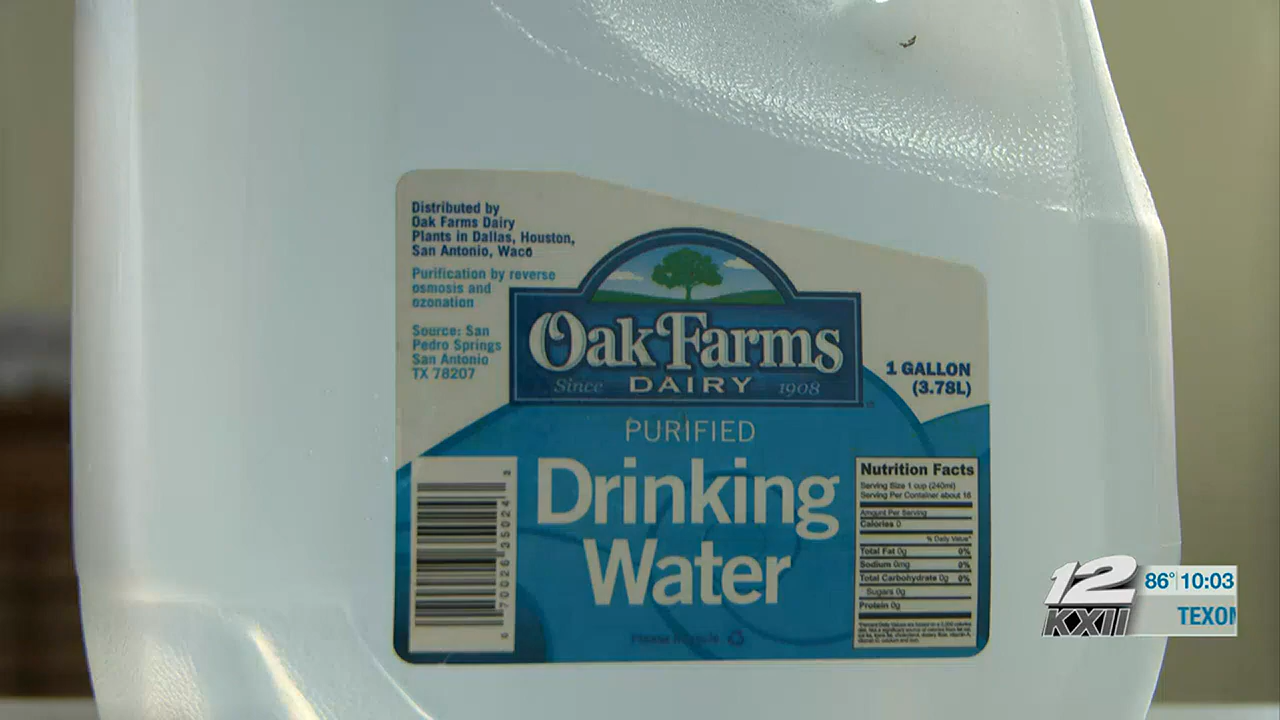 Distributed by
Oak Farms Dairy
Plants in Dallas, Houston,
San Antonio, Waco
Purification by reverse
osmosis and
ozonation
Source: San
Pedro Springs
San Antonio
TX 78207
Oak Farms
Since DAIRY 1908
1 GALLON
(3.78L)
PURIFIED
Drinking
Water
Nutrition Facts
Serving Size 1 cup (240ml)
Serving Per Container about 16
Amount Per Serving
Calories 0
% Daily Value*
Total Fat 0g 0%
Sodium 0mg 0%
Total Carbohydrate 0g 0%
Sugars 0g
Protein 0g
Please Recycle
12
KXII
86° 10:03
TEXOM